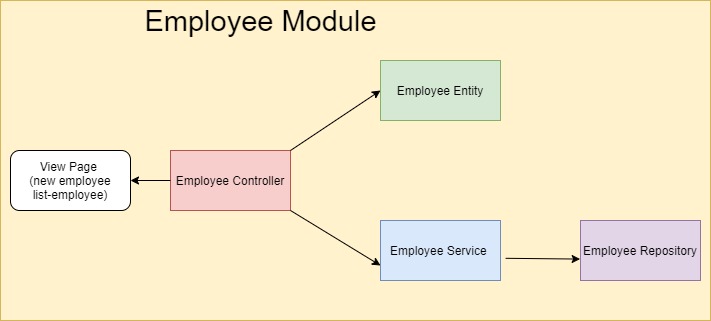 Employee Module
Employee Entity
View Page
(new employee
list-employee)
Employee Controller
Employee Service
Employee Repository